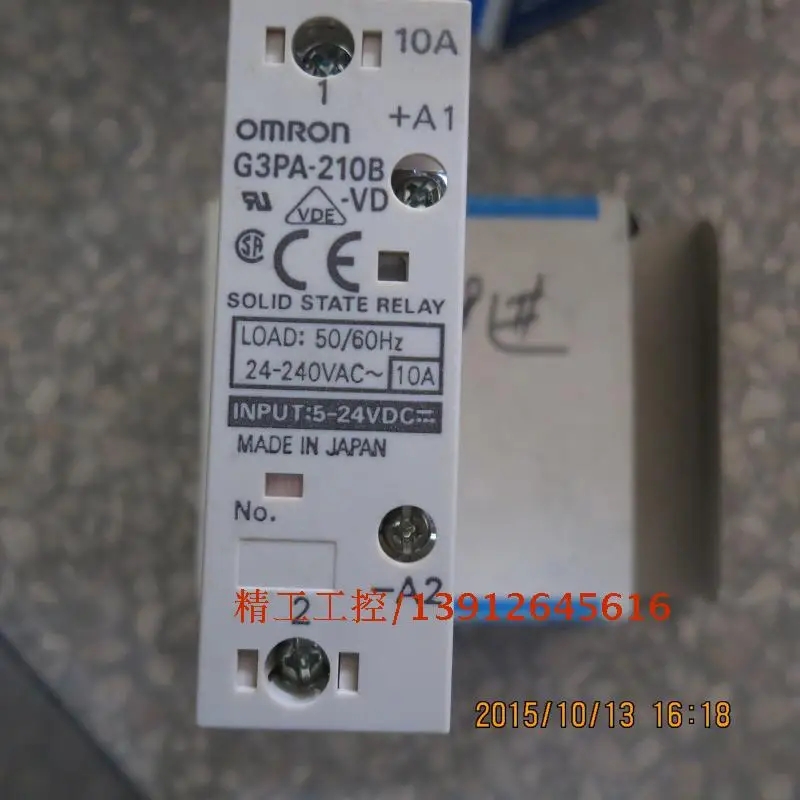 10A
1
+A1
OMRON
G3PA-210B
-VD
VDE
SA
CE
SOLID STATE RELAY
LOAD: 50/60Hz
24-240VAC~ 10A
INPUT:5-24VDC⎓
MADE IN JAPAN
No.
-A2
精工工控/13912645616
2
2015/10/13 16:18